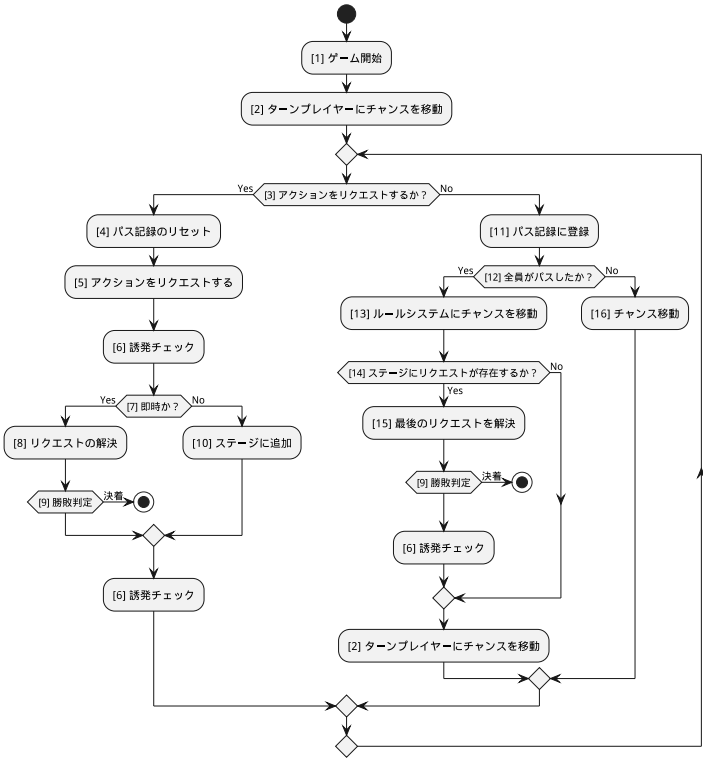 [1] ゲーム開始
[2] ターンプレイヤーにチャンスを移動
[3] アクションをリクエストするか?
Yes
No
[4] パス記録のリセット
[5] アクションをリクエストする
[6] 誘発チェック
[7] 即時か?
Yes
No
[8] リクエストの解決
[9] 勝敗判定
決着
[10] ステージに追加
[6] 誘発チェック
[11] パス記録に登録
[12] 全員がパスしたか?
Yes
No
[13] ルールシステムにチャンスを移動
[14] ステージにリクエストが存在するか?
Yes
No
[15] 最後のリクエストを解決
[9] 勝敗判定
決着
[6] 誘発チェック
[2] ターンプレイヤーにチャンスを移動
[16] チャンス移動